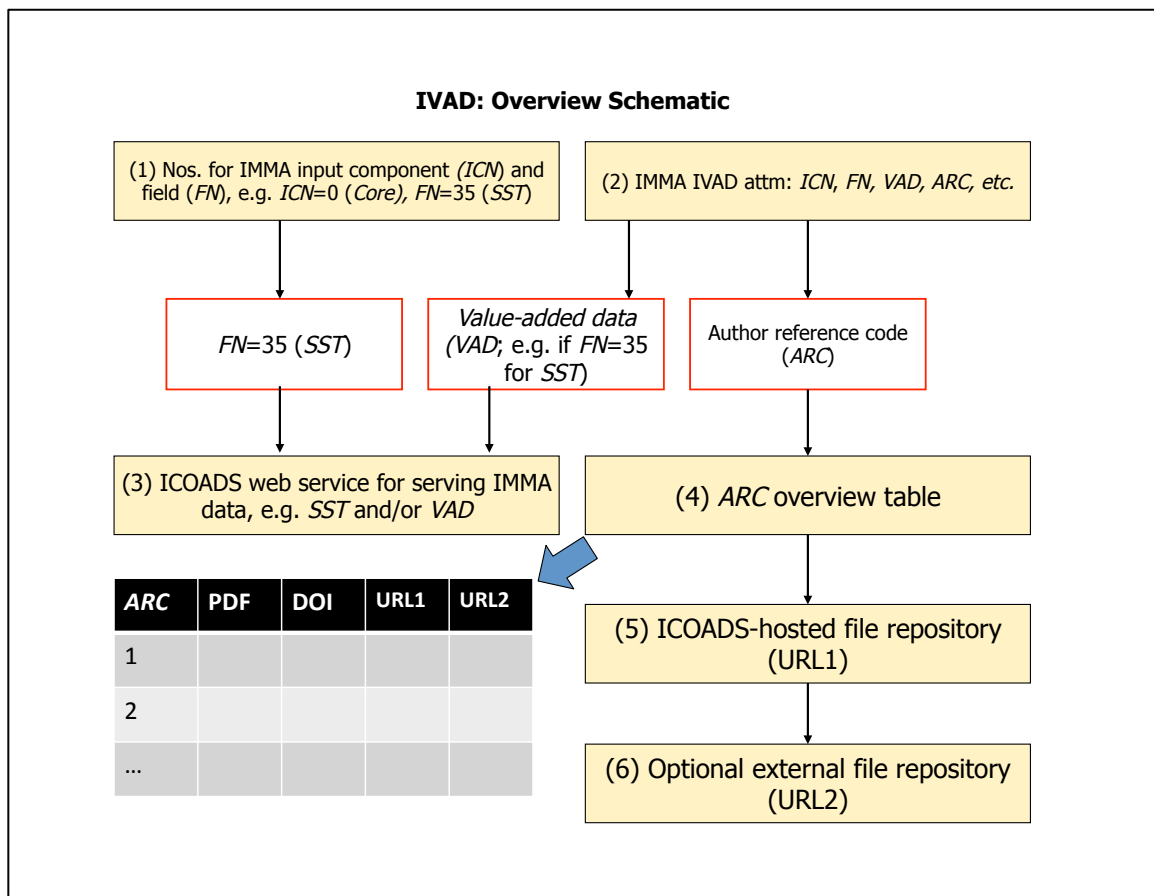 IVAD: Overview Schematic
(1) Nos. for IMMA input component (ICN) and
field (FN), e.g. ICN=0 (Core), FN=35 (SST)
(2) IMMA IVAD attm: ICN, FN, VAD, ARC, etc.
FN=35 (SST)
Value-added data
(VAD; e.g. if FN=35
for SST)
Author reference code
(ARC)
(3) ICOADS web service for serving IMMA
data, e.g. SST and/or VAD
(4) ARC overview table
ARC PDF DOI URL1 URL2
1
2
...
(5) ICOADS-hosted file repository
(URL1)
(6) Optional external file repository
(URL2)